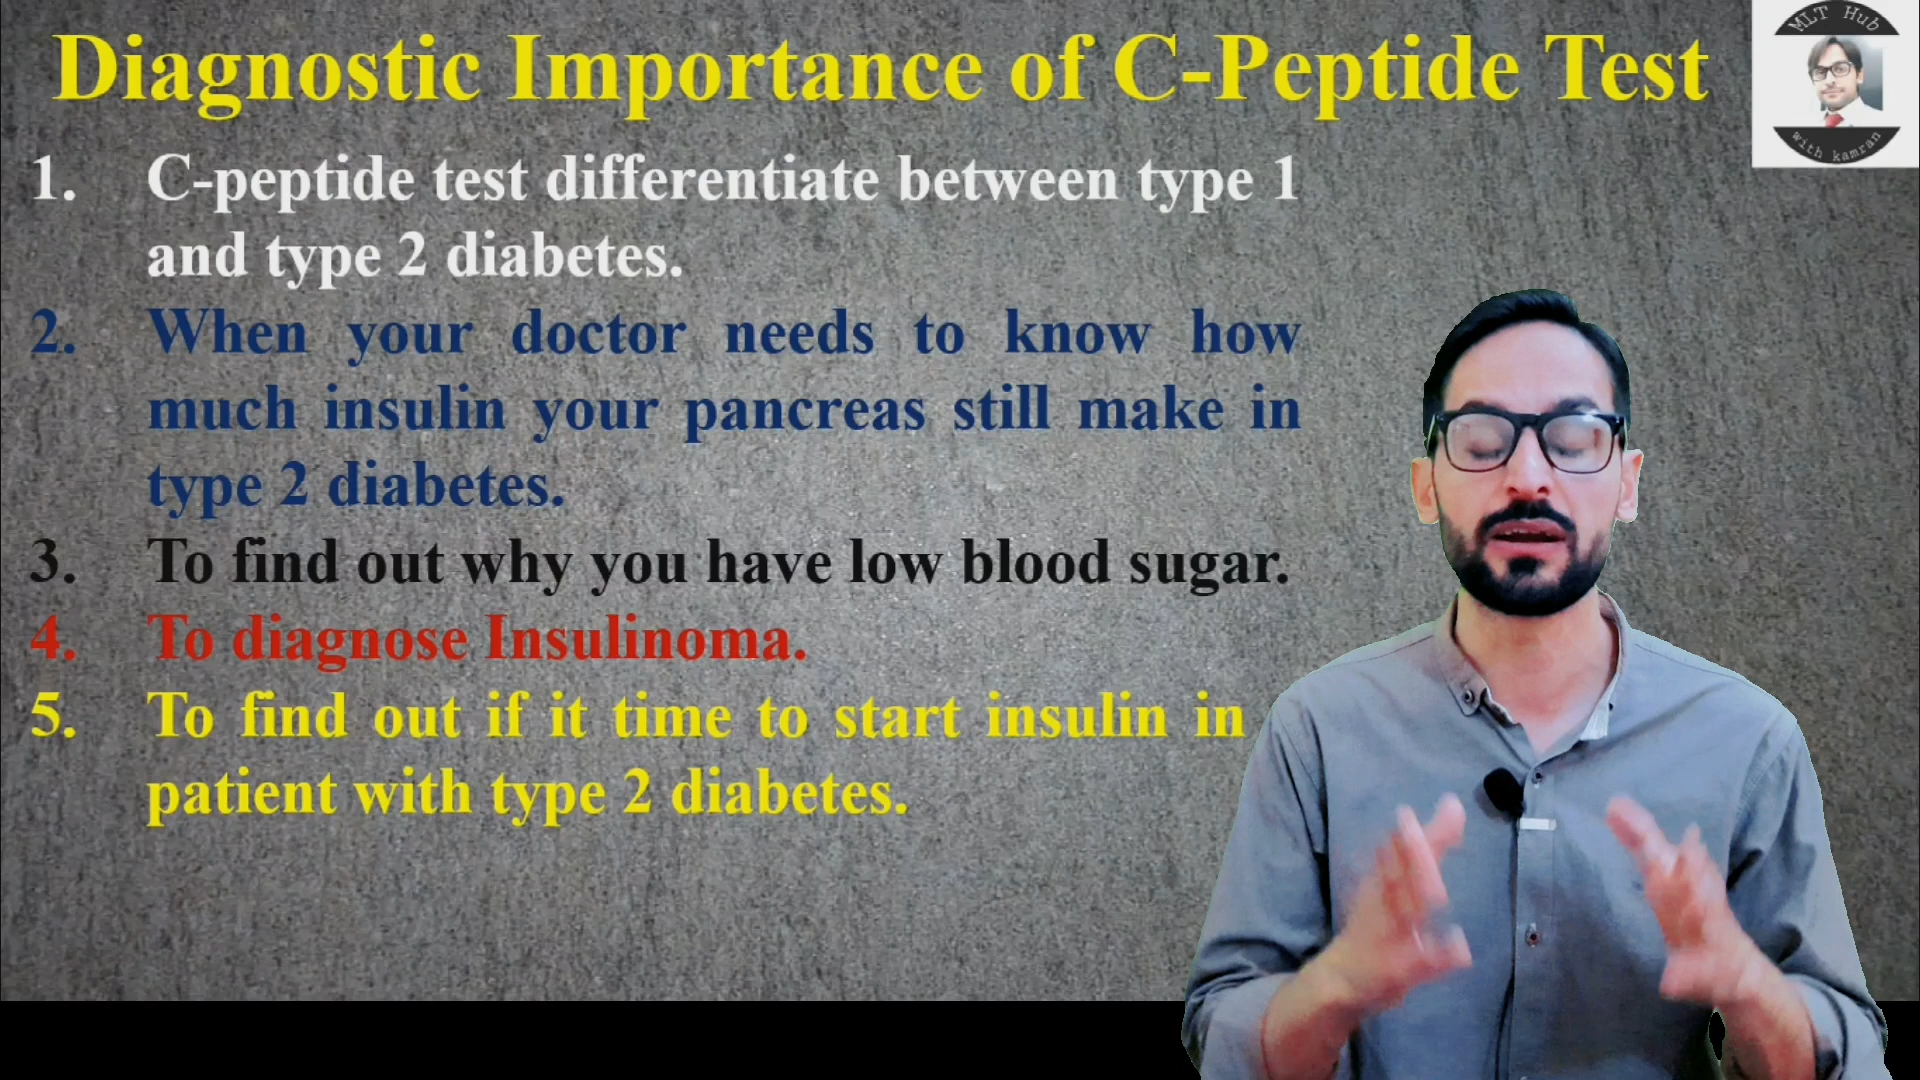 Diagnostic Importance of C-Peptide Test
MLT Hub
with kamran
1. C-peptide test differentiate between type 1
and type 2 diabetes.
2. When your doctor needs to know how
much insulin your pancreas still make in
type 2 diabetes.
3. To find out why you have low blood sugar.
4. To diagnose Insulinoma.
5. To find out if it time to start insulin in
patient with type 2 diabetes.